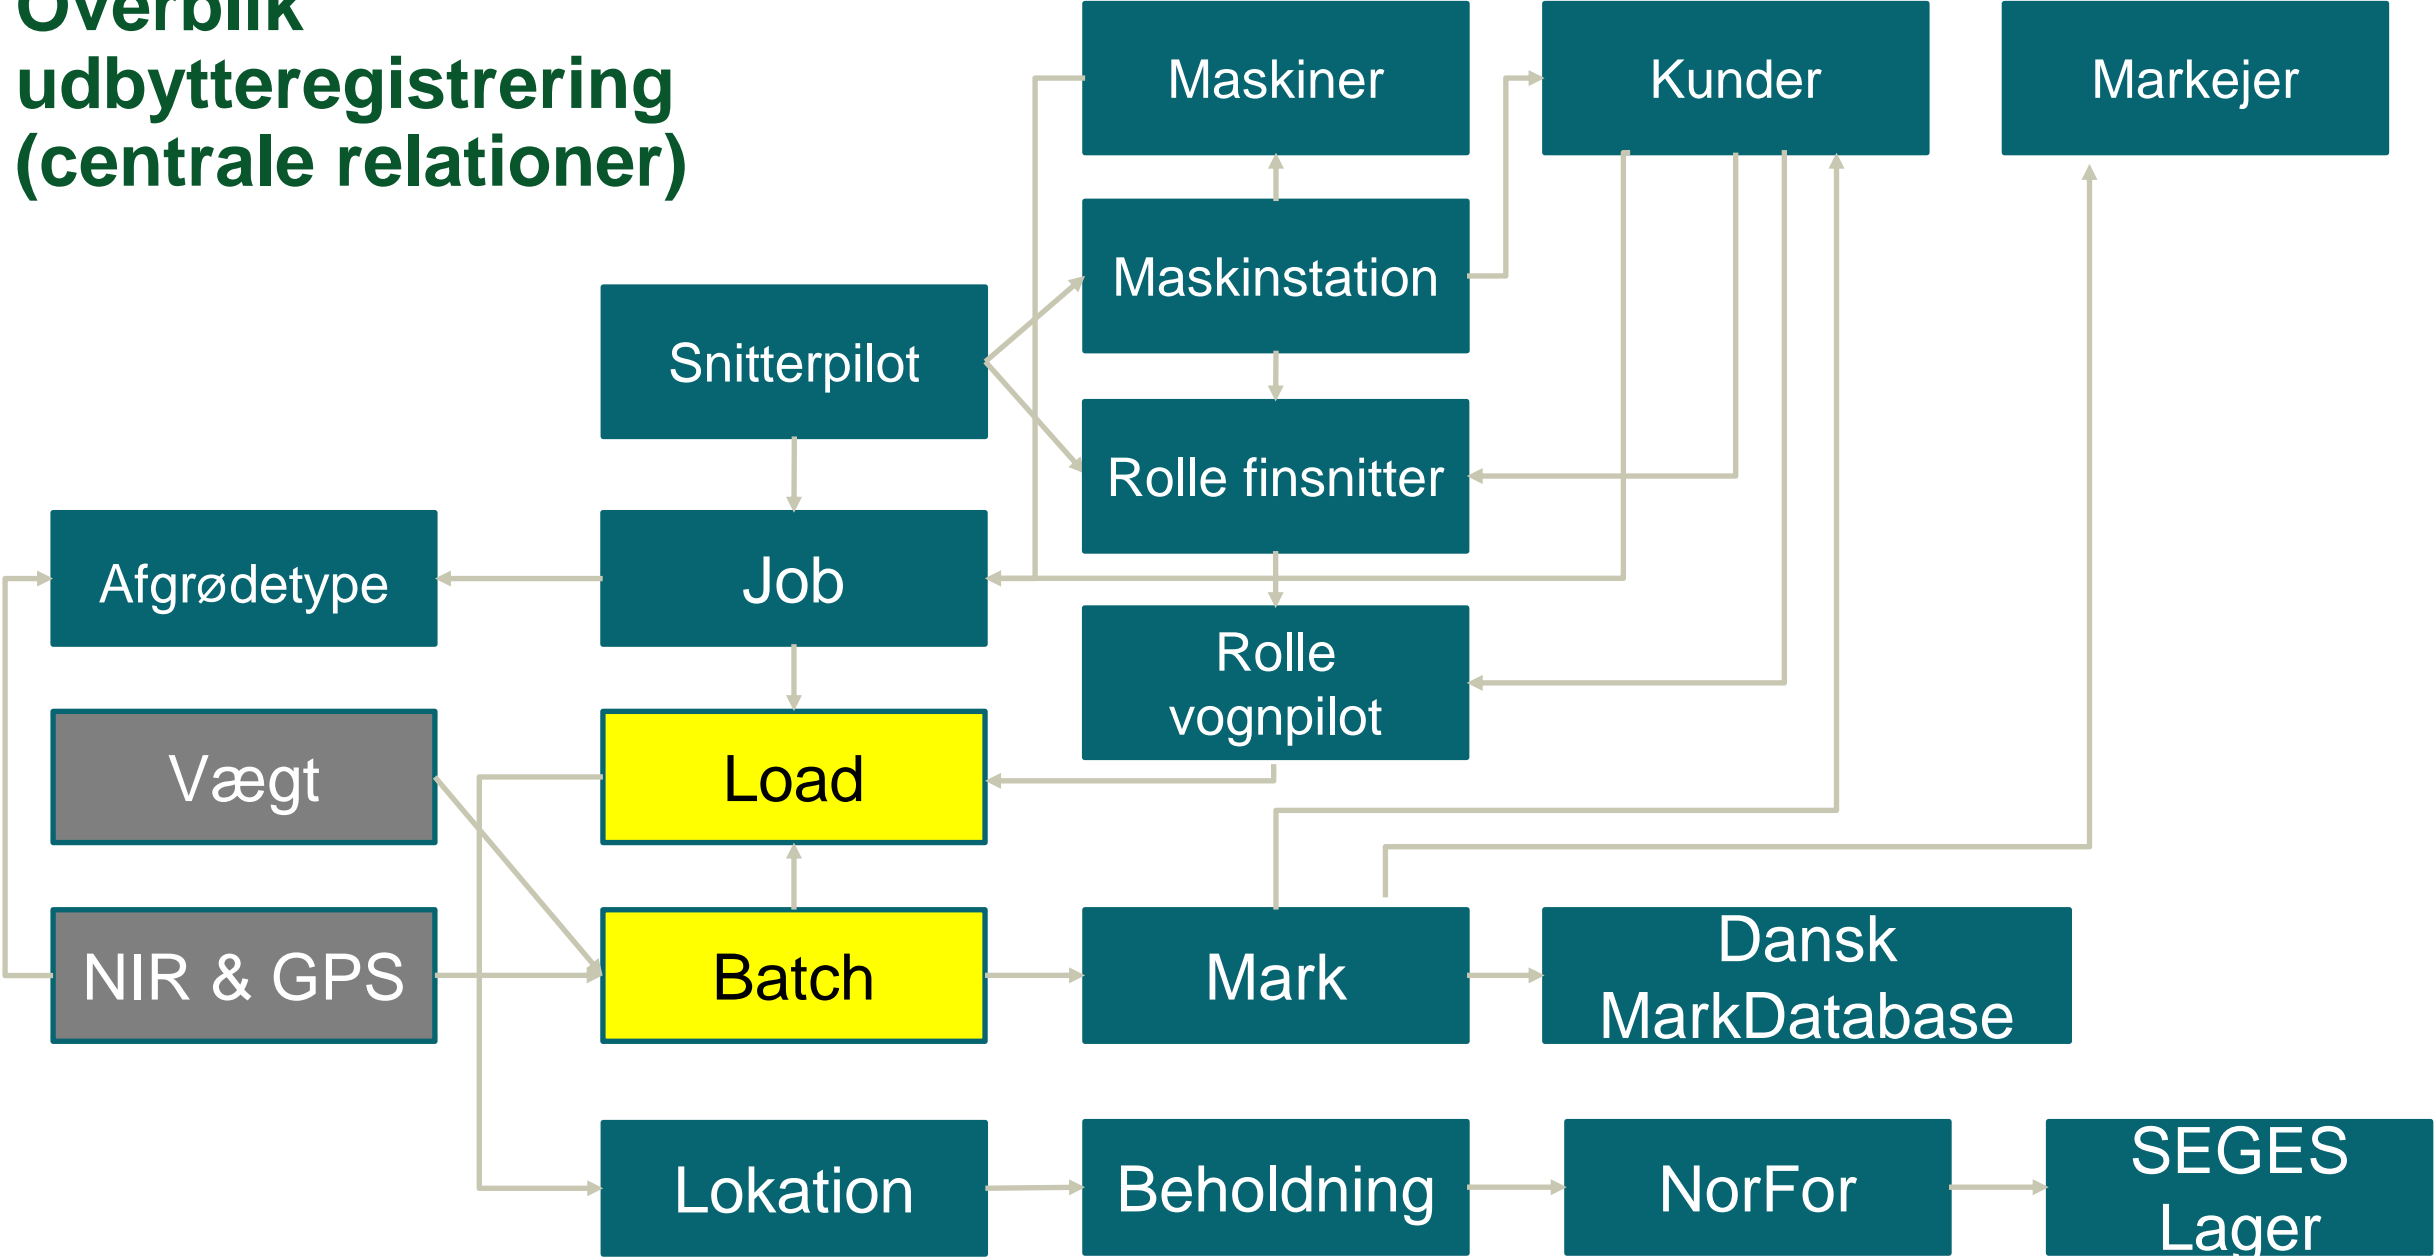 Overblik
udbytteregistrering
(centrale relationer)
Maskiner
Kunder
Markejer
Maskinstation
Snitterpilot
Rolle finsnitter
Afgrødetype
Job
Rolle
vognpilot
Vægt
Load
NIR & GPS
Batch
Mark
Dansk
MarkDatabase
Lokation
Beholdning
NorFor
SEGES
Lager